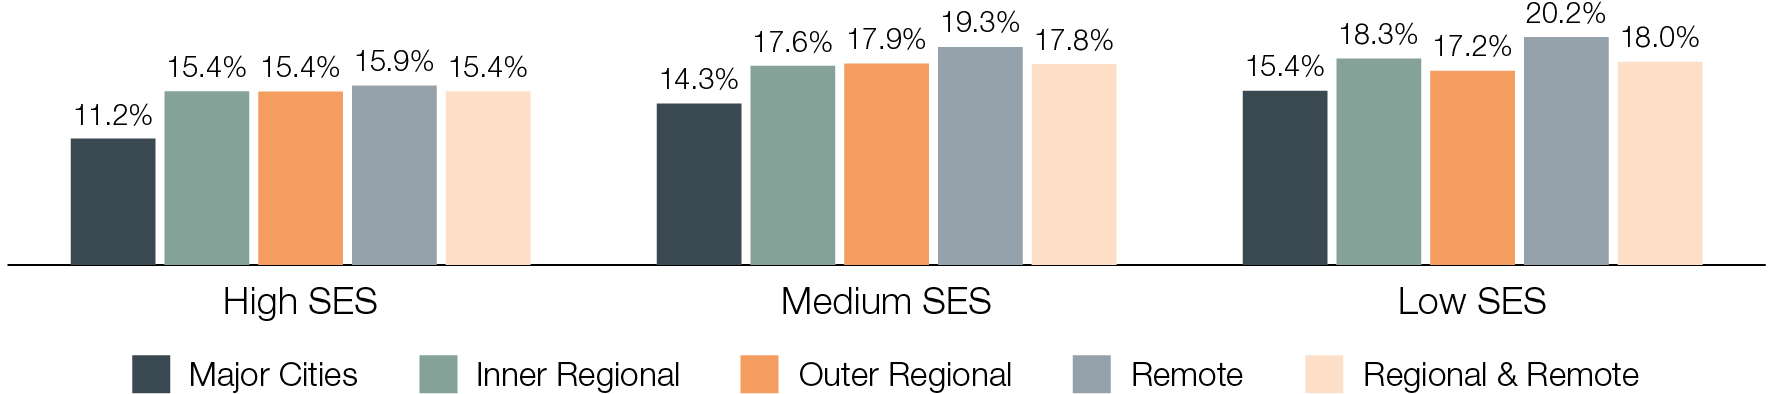 11.2% 15.4% 15.4% 15.9% 15.4%
14.3% 17.6% 17.9% 19.3% 17.8%
15.4% 18.3% 17.2% 20.2% 18.0%
High SES Medium SES Low SES
Major Cities Inner Regional Outer Regional Remote Regional & Remote